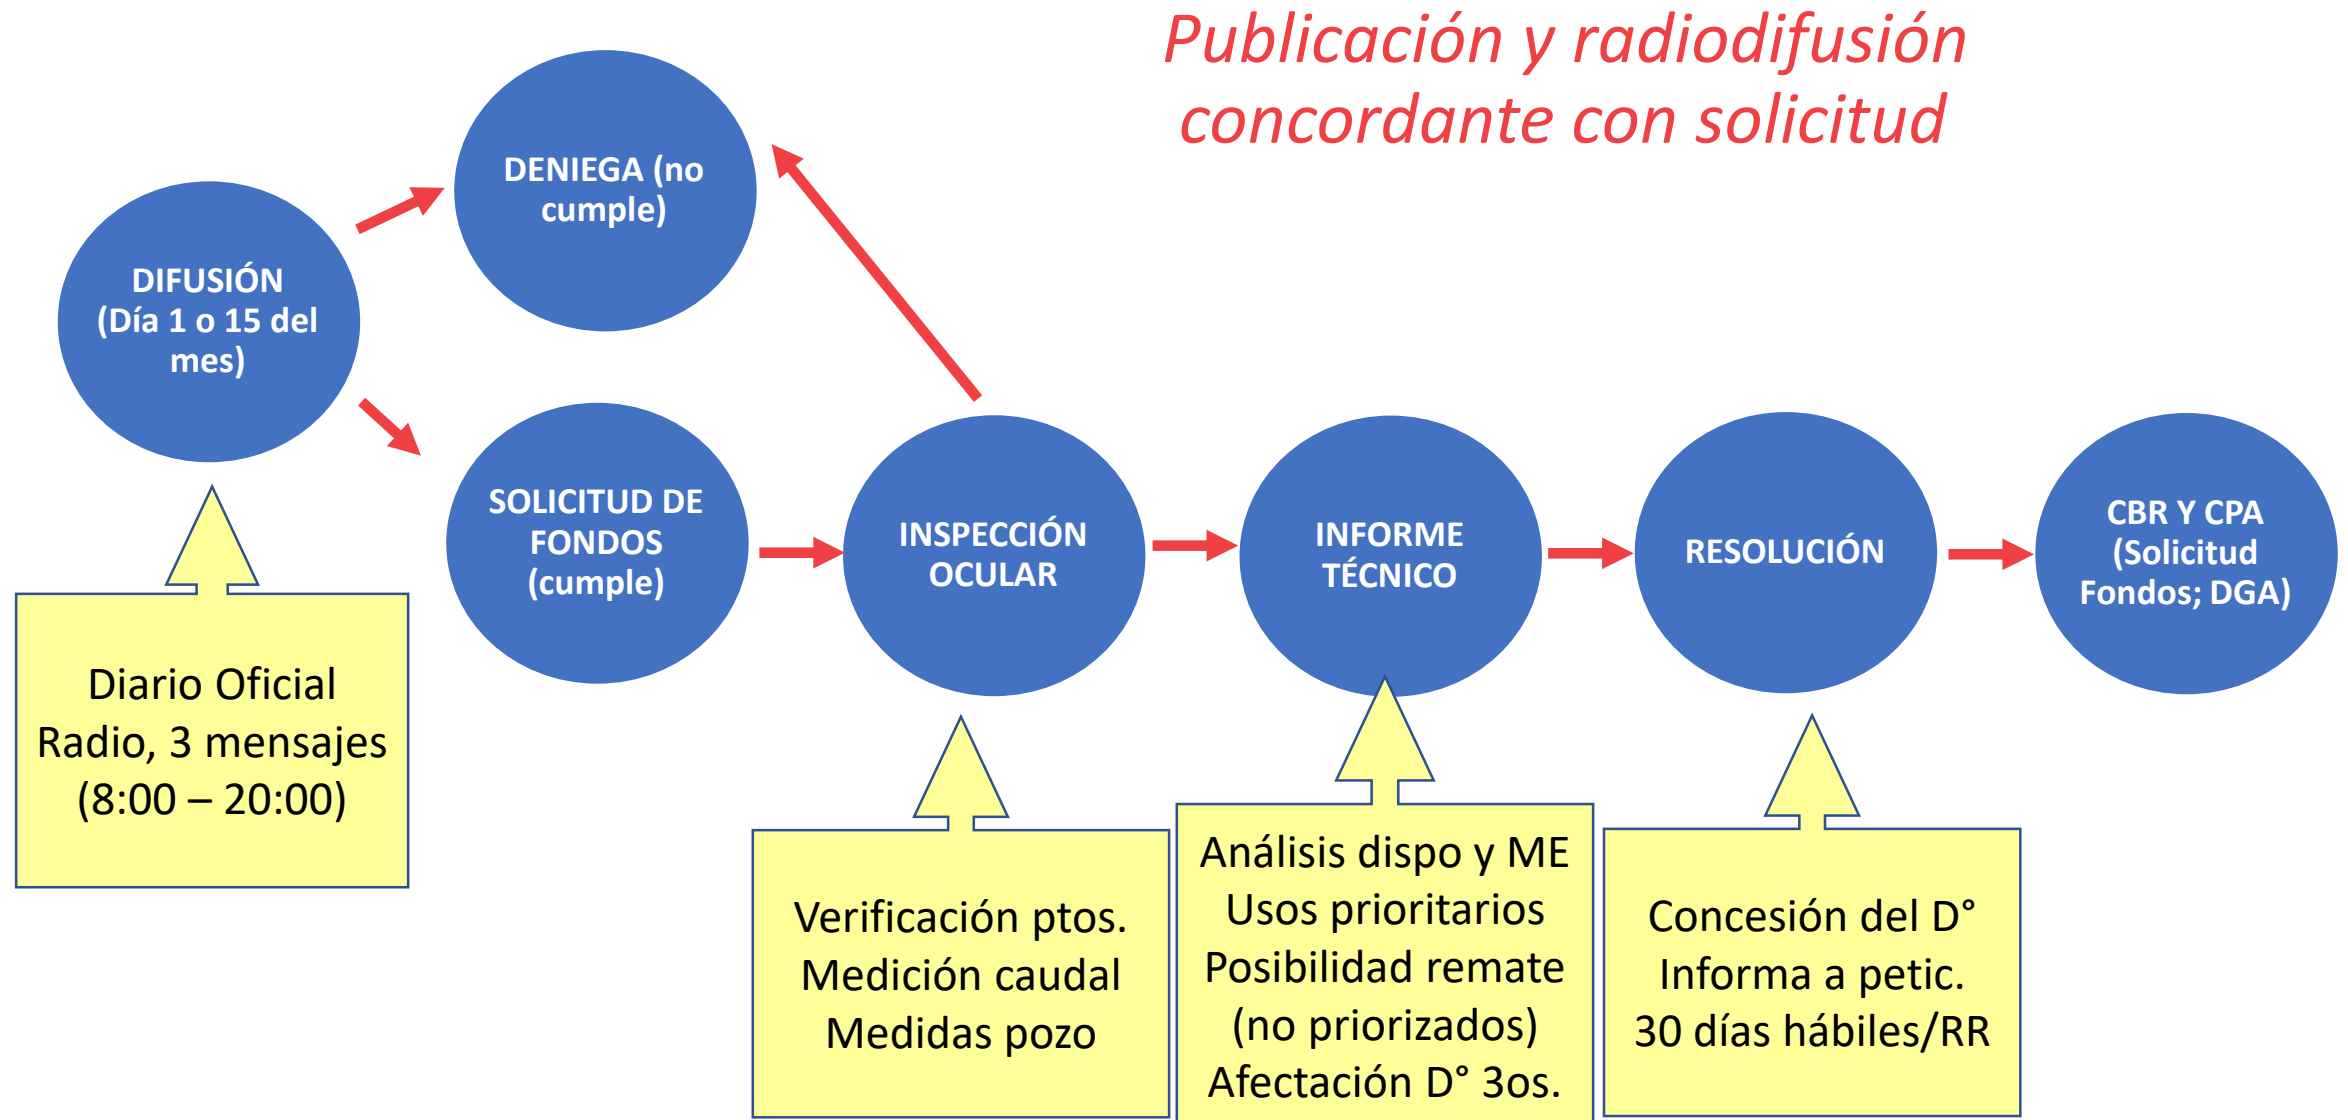 Publicación y radiodifusión
concordante con solicitud
DENIEGA (no
cumple)
DIFUSIÓN
(Día 1 o 15 del
mes)
SOLICITUD DE
FONDOS
(cumple)
INSPECCIÓN
OCULAR
INFORME
TÉCNICO
RESOLUCIÓN
CBR Y CPA
(Solicitud
Fondos; DGA)
Diario Oficial
Radio, 3 mensajes
(8:00 – 20:00)
Verificación ptos.
Medición caudal
Medidas pozo
Análisis dispo y ME
Usos prioritarios
Posibilidad remate
(no priorizados)
Afectación D° 3os.
Concesión del D°
Informa a petic.
30 días hábiles/RR